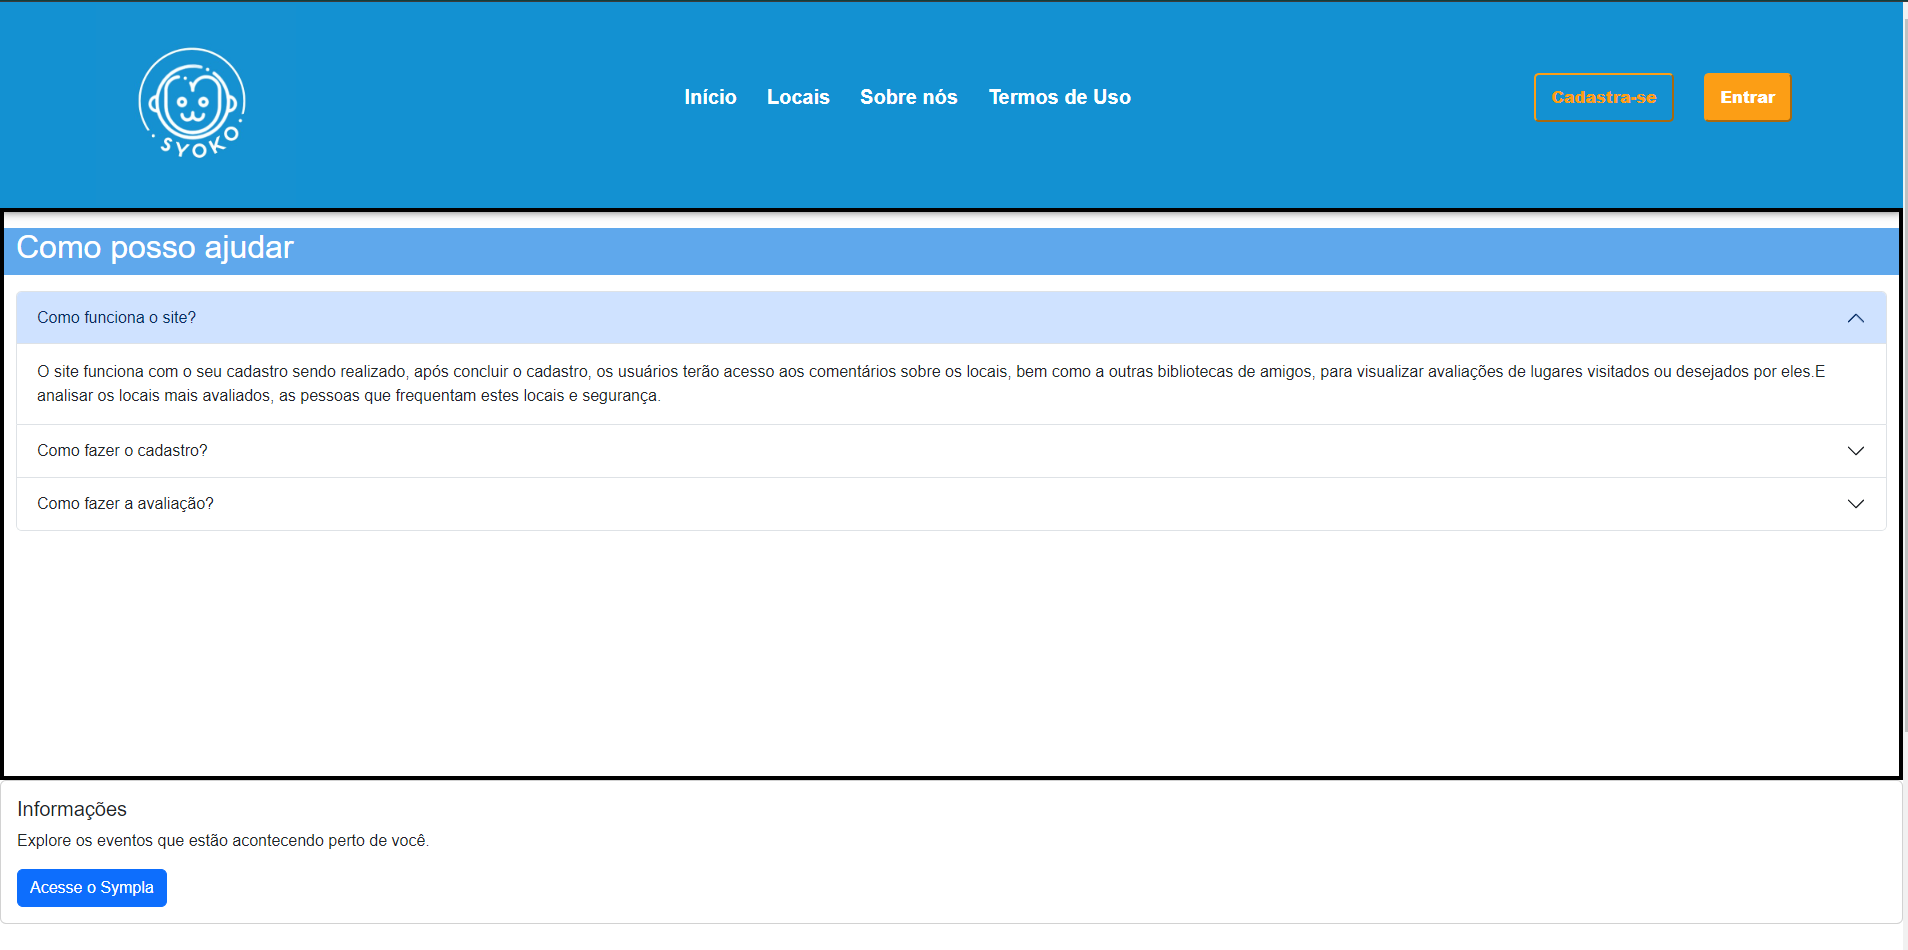 SYOKO
Início Locais Sobre nós Termos de Uso
Cadastra-se Entrar
Como posso ajudar
Como funciona o site?
O site funciona com o seu cadastro sendo realizado, após concluir o cadastro, os usuários terão acesso aos comentários sobre os locais, bem como a outras bibliotecas de amigos, para visualizar avaliações de lugares visitados ou desejados por eles.E
analisar os locais mais avaliados, as pessoas que frequentam estes locais e segurança.
Como fazer o cadastro?
Como fazer a avaliação?
Informações
Explore os eventos que estão acontecendo perto de você.
Acesse o Sympla